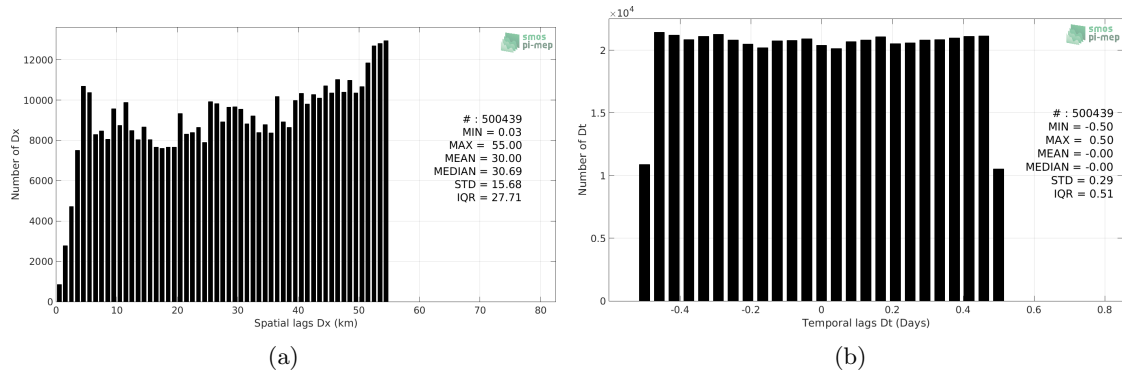 smos
pi-mep
12000
10000
8000
6000
4000
2000
0
Number of Dx
# : 500439
MIN = 0.03
MAX = 55.00
MEAN = 30.00
MEDIAN = 30.69
STD = 15.68
IQR = 27.71
0 10 20 30 40 50 60 70 80
Spatial lags Dx (km)
(a)
×10⁴
smos
pi-mep
2
1.5
1
0.5
0
Number of Dt
# : 500439
MIN = -0.50
MAX = 0.50
MEAN = -0.00
MEDIAN = -0.00
STD = 0.29
IQR = 0.51
-0.4 -0.2 0 0.2 0.4 0.6 0.8
Temporal lags Dt (Days)
(b)